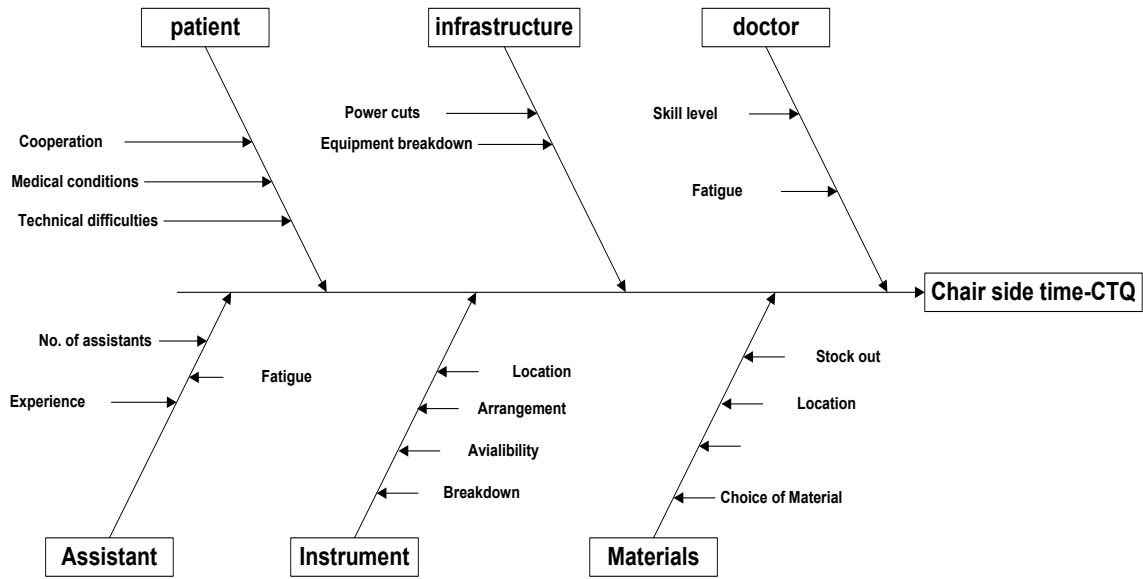 patient
infrastructure
doctor
Power cuts
Skill level
Cooperation
Equipment breakdown
Medical conditions
Fatigue
Technical difficulties
Chair side time-CTQ
No. of assistants
Stock out
Fatigue
Location
Experience
Arrangement
Location
Avialibility
Breakdown
Choice of Material
Assistant
Instrument
Materials